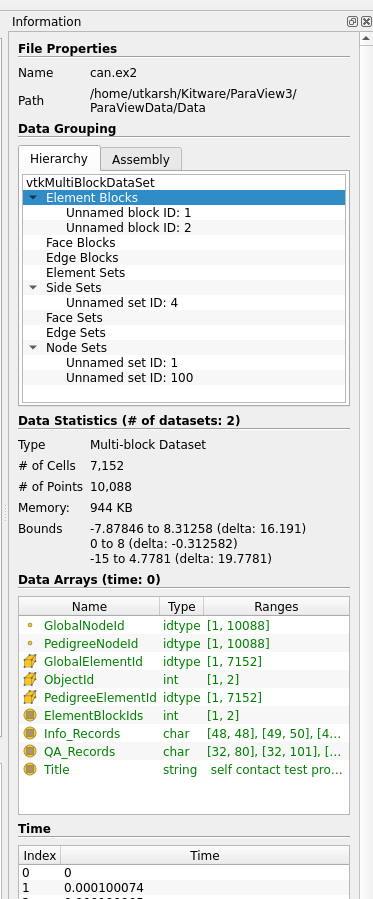 Information
File Properties
Name can.ex2
Path /home/utkarsh/Kitware/ParaView3/
ParaViewData/Data
Data Grouping
Hierarchy Assembly
vtkMultiBlockDataSet
Element Blocks
Unnamed block ID: 1
Unnamed block ID: 2
Face Blocks
Edge Blocks
Element Sets
Side Sets
Unnamed set ID: 4
Face Sets
Edge Sets
Node Sets
Unnamed set ID: 1
Unnamed set ID: 100
Data Statistics (# of datasets: 2)
Type Multi-block Dataset
# of Cells 7,152
# of Points 10,088
Memory: 944 KB
Bounds -7.87846 to 8.31258 (delta: 16.191)
0 to 8 (delta: -0.312582)
-15 to 4.7781 (delta: 19.7781)
Data Arrays (time: 0)
Name Type Ranges
GlobalNodeId idtype [1, 10088]
PedigreeNodeId idtype [1, 10088]
GlobalElementId idtype [1, 7152]
ObjectId int [1, 2]
PedigreeElementId idtype [1, 7152]
ElementBlockIds int [1, 2]
Info_Records char [48, 48], [49, 50], [4...
QA_Records char [32, 80], [32, 101], [...
Title string self contact test pro...
Time
Index Time
0 0
1 0.000100074